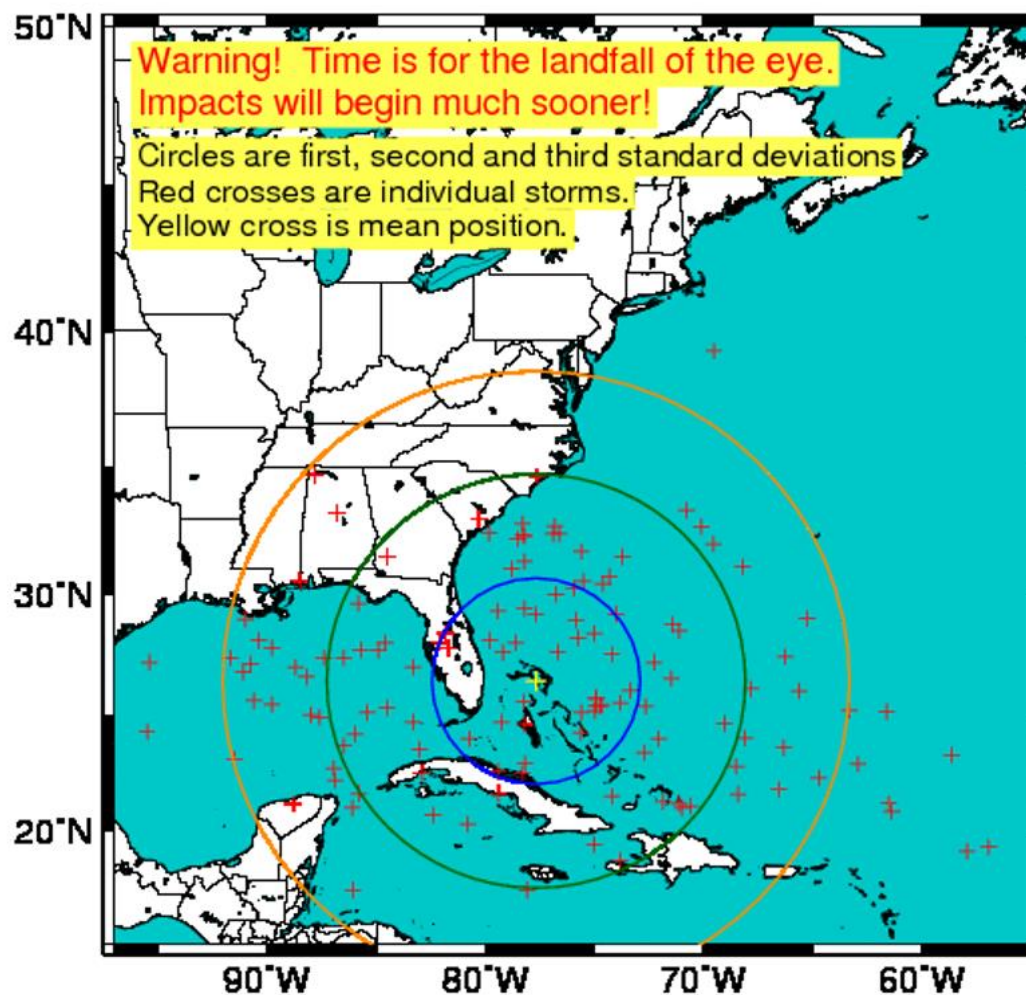 50°N
Warning!  Time is for the landfall of the eye.
Impacts will begin much sooner!
Circles are first, second and third standard deviations
Red crosses are individual storms.
Yellow cross is mean position.
40°N
30°N
20°N
90°W 80°W 70°W 60°W